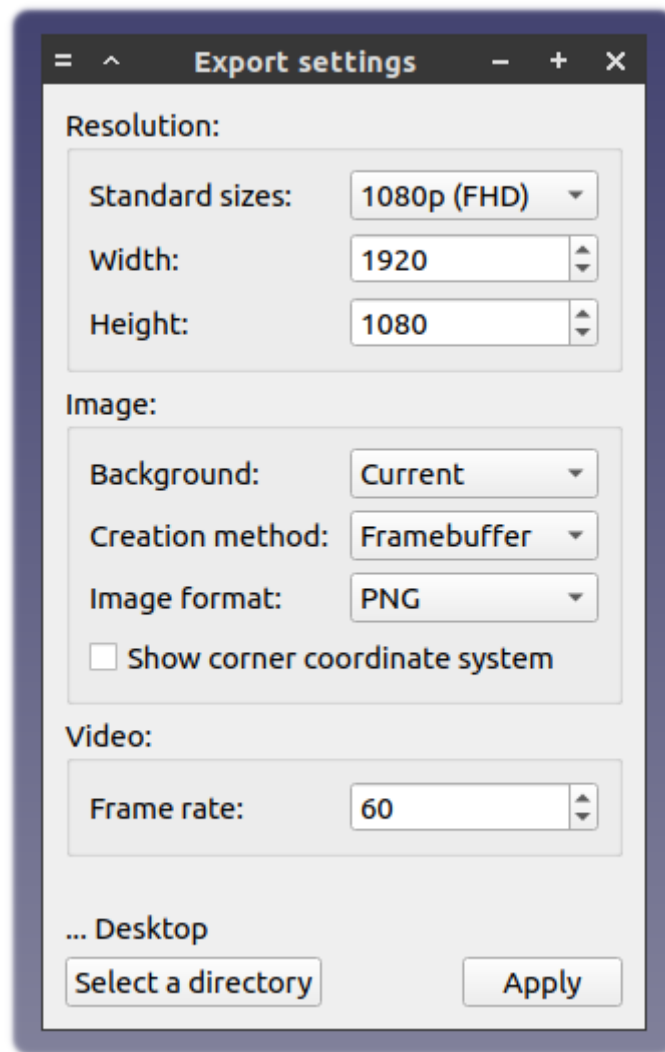 Export settings
Resolution:
Standard sizes: 1080p (FHD)
Width: 1920
Height: 1080
Image:
Background: Current
Creation method: Framebuffer
Image format: PNG
Show corner coordinate system
Video:
Frame rate: 60
... Desktop
Select a directory Apply